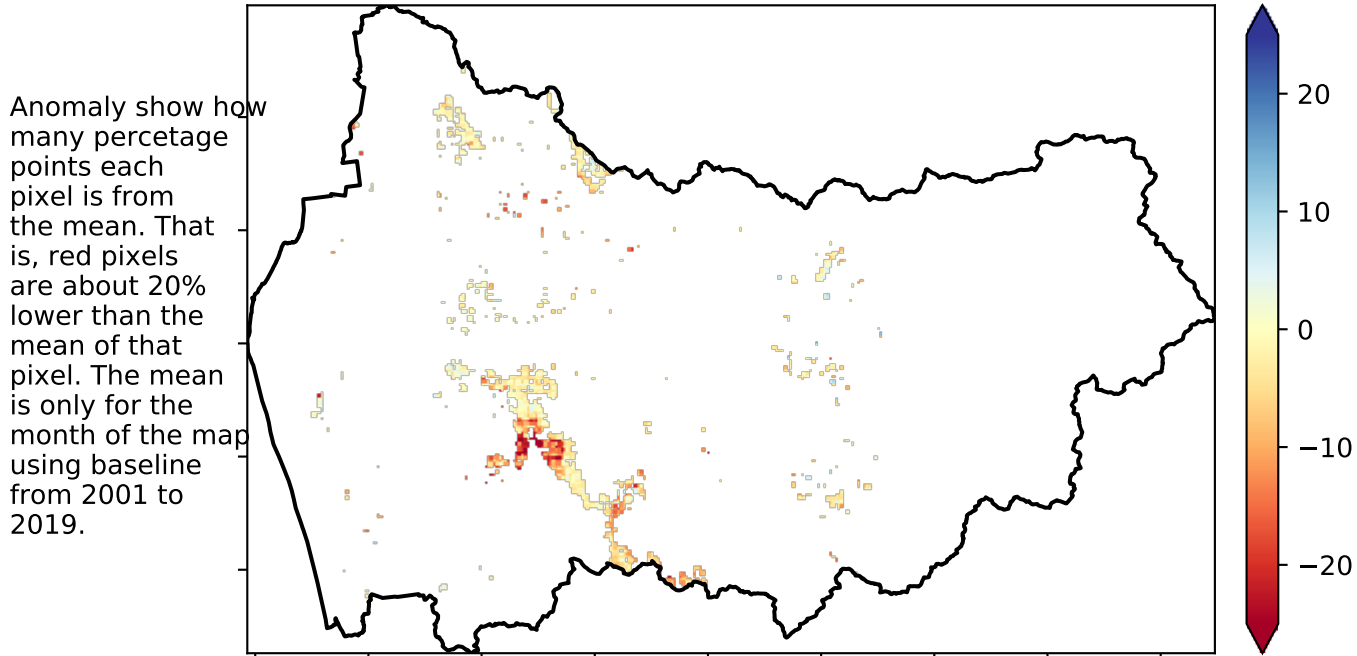 Anomaly show how
many percetage
points each
pixel is from
the mean. That
is, red pixels
are about 20%
lower than the
mean of that
pixel. The mean
is only for the
month of the map
using baseline
from 2001 to
2019.
20
10
0
−10
−20